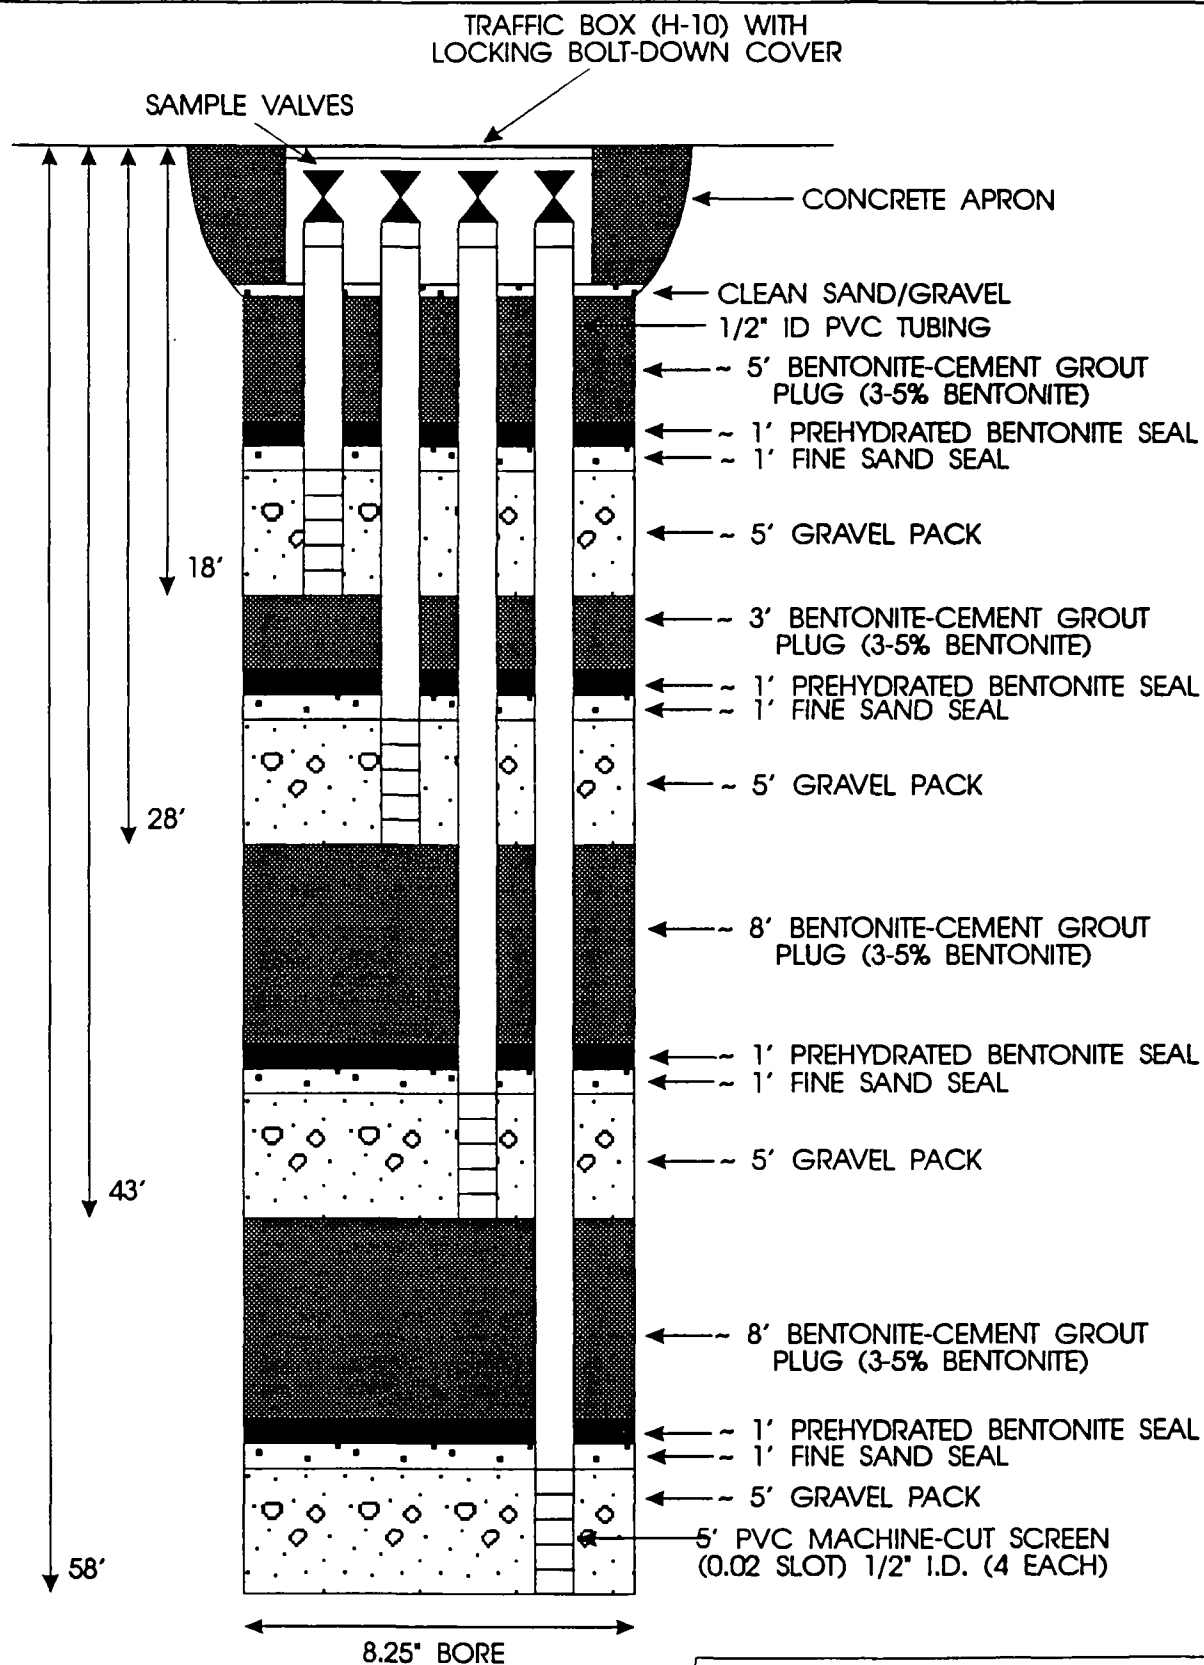 TRAFFIC BOX (H-10) WITH
LOCKING BOLT-DOWN COVER
SAMPLE VALVES
CONCRETE APRON
CLEAN SAND/GRAVEL
1/2" ID PVC TUBING
~ 5' BENTONITE-CEMENT GROUT
PLUG (3-5% BENTONITE)
~ 1' PREHYDRATED BENTONITE SEAL
~ 1' FINE SAND SEAL
~ 5' GRAVEL PACK
18'
~ 3' BENTONITE-CEMENT GROUT
PLUG (3-5% BENTONITE)
~ 1' PREHYDRATED BENTONITE SEAL
~ 1' FINE SAND SEAL
~ 5' GRAVEL PACK
28'
~ 8' BENTONITE-CEMENT GROUT
PLUG (3-5% BENTONITE)
~ 1' PREHYDRATED BENTONITE SEAL
~ 1' FINE SAND SEAL
~ 5' GRAVEL PACK
43'
~ 8' BENTONITE-CEMENT GROUT
PLUG (3-5% BENTONITE)
~ 1' PREHYDRATED BENTONITE SEAL
~ 1' FINE SAND SEAL
~ 5' GRAVEL PACK
5' PVC MACHINE-CUT SCREEN
(0.02 SLOT) 1/2" I.D. (4 EACH)
58'
8.25" BORE